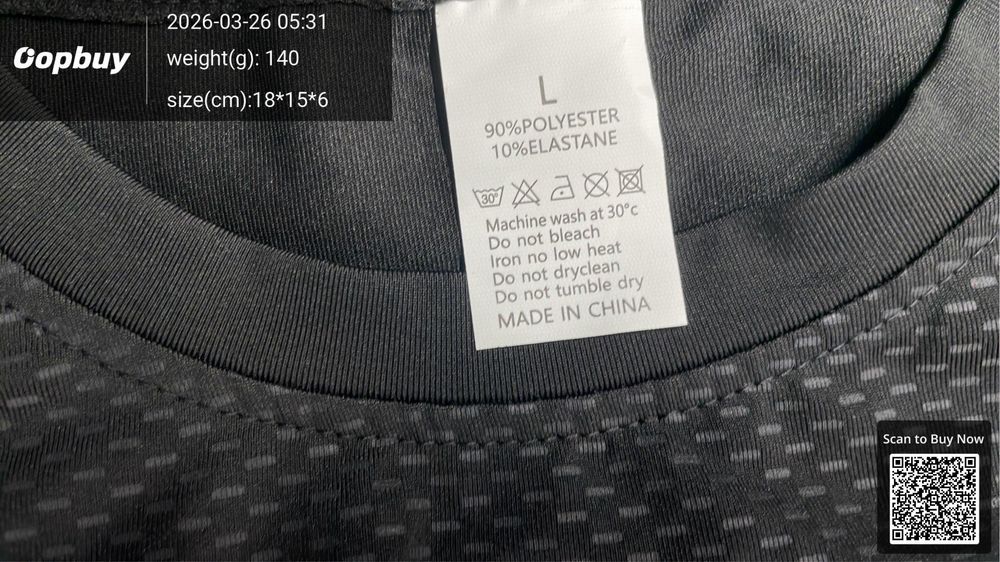 Oopbuy
2026-03-26 05:31
weight(g): 140
size(cm):18*15*6
L
90%POLYESTER
10%ELASTANE
30°
Machine wash at 30°c
Do not bleach
Iron no low heat
Do not dryclean
Do not tumble dry
MADE IN CHINA
Scan to Buy Now